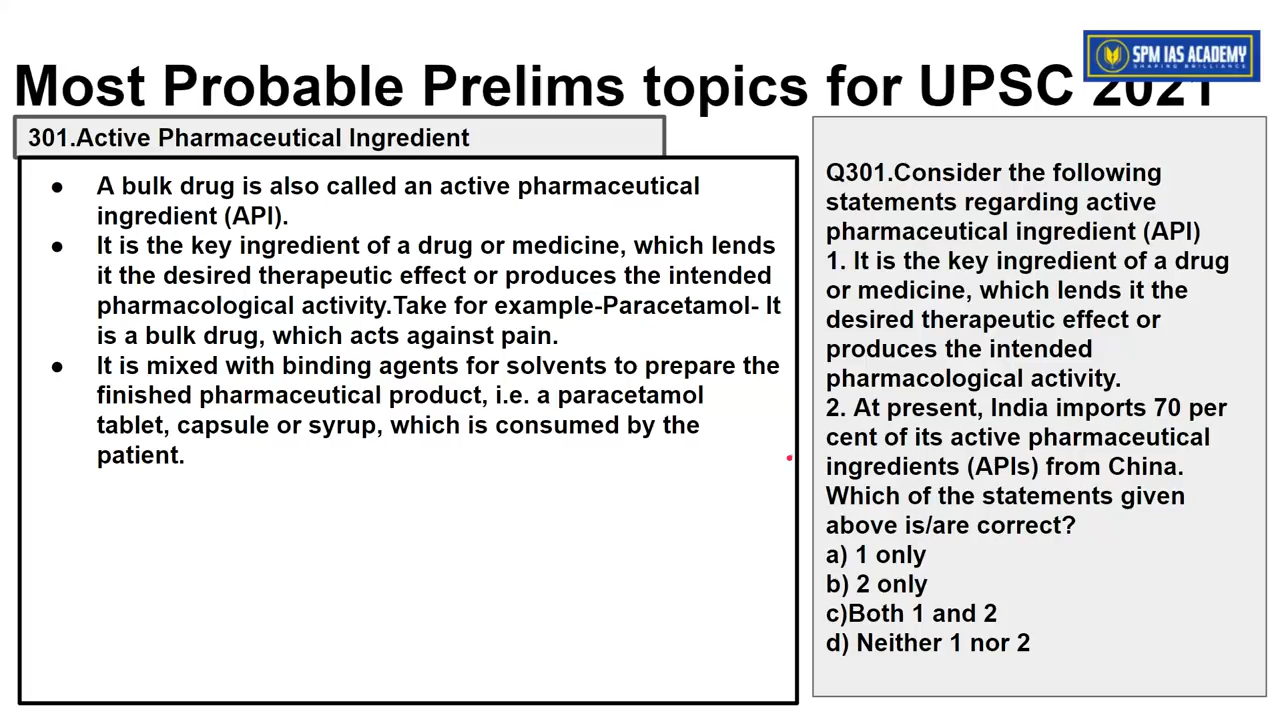 SPM IAS ACADEMY
SHAPING BRILLIANCE
Most Probable Prelims topics for UPSC 2021
301.Active Pharmaceutical Ingredient
● A bulk drug is also called an active pharmaceutical
ingredient (API).
● It is the key ingredient of a drug or medicine, which lends
it the desired therapeutic effect or produces the intended
pharmacological activity.Take for example-Paracetamol- It
is a bulk drug, which acts against pain.
● It is mixed with binding agents for solvents to prepare the
finished pharmaceutical product, i.e. a paracetamol
tablet, capsule or syrup, which is consumed by the
patient.
Q301.Consider the following
statements regarding active
pharmaceutical ingredient (API)
1. It is the key ingredient of a drug
or medicine, which lends it the
desired therapeutic effect or
produces the intended
pharmacological activity.
2. At present, India imports 70 per
cent of its active pharmaceutical
ingredients (APIs) from China.
Which of the statements given
above is/are correct?
a) 1 only
b) 2 only
c)Both 1 and 2
d) Neither 1 nor 2